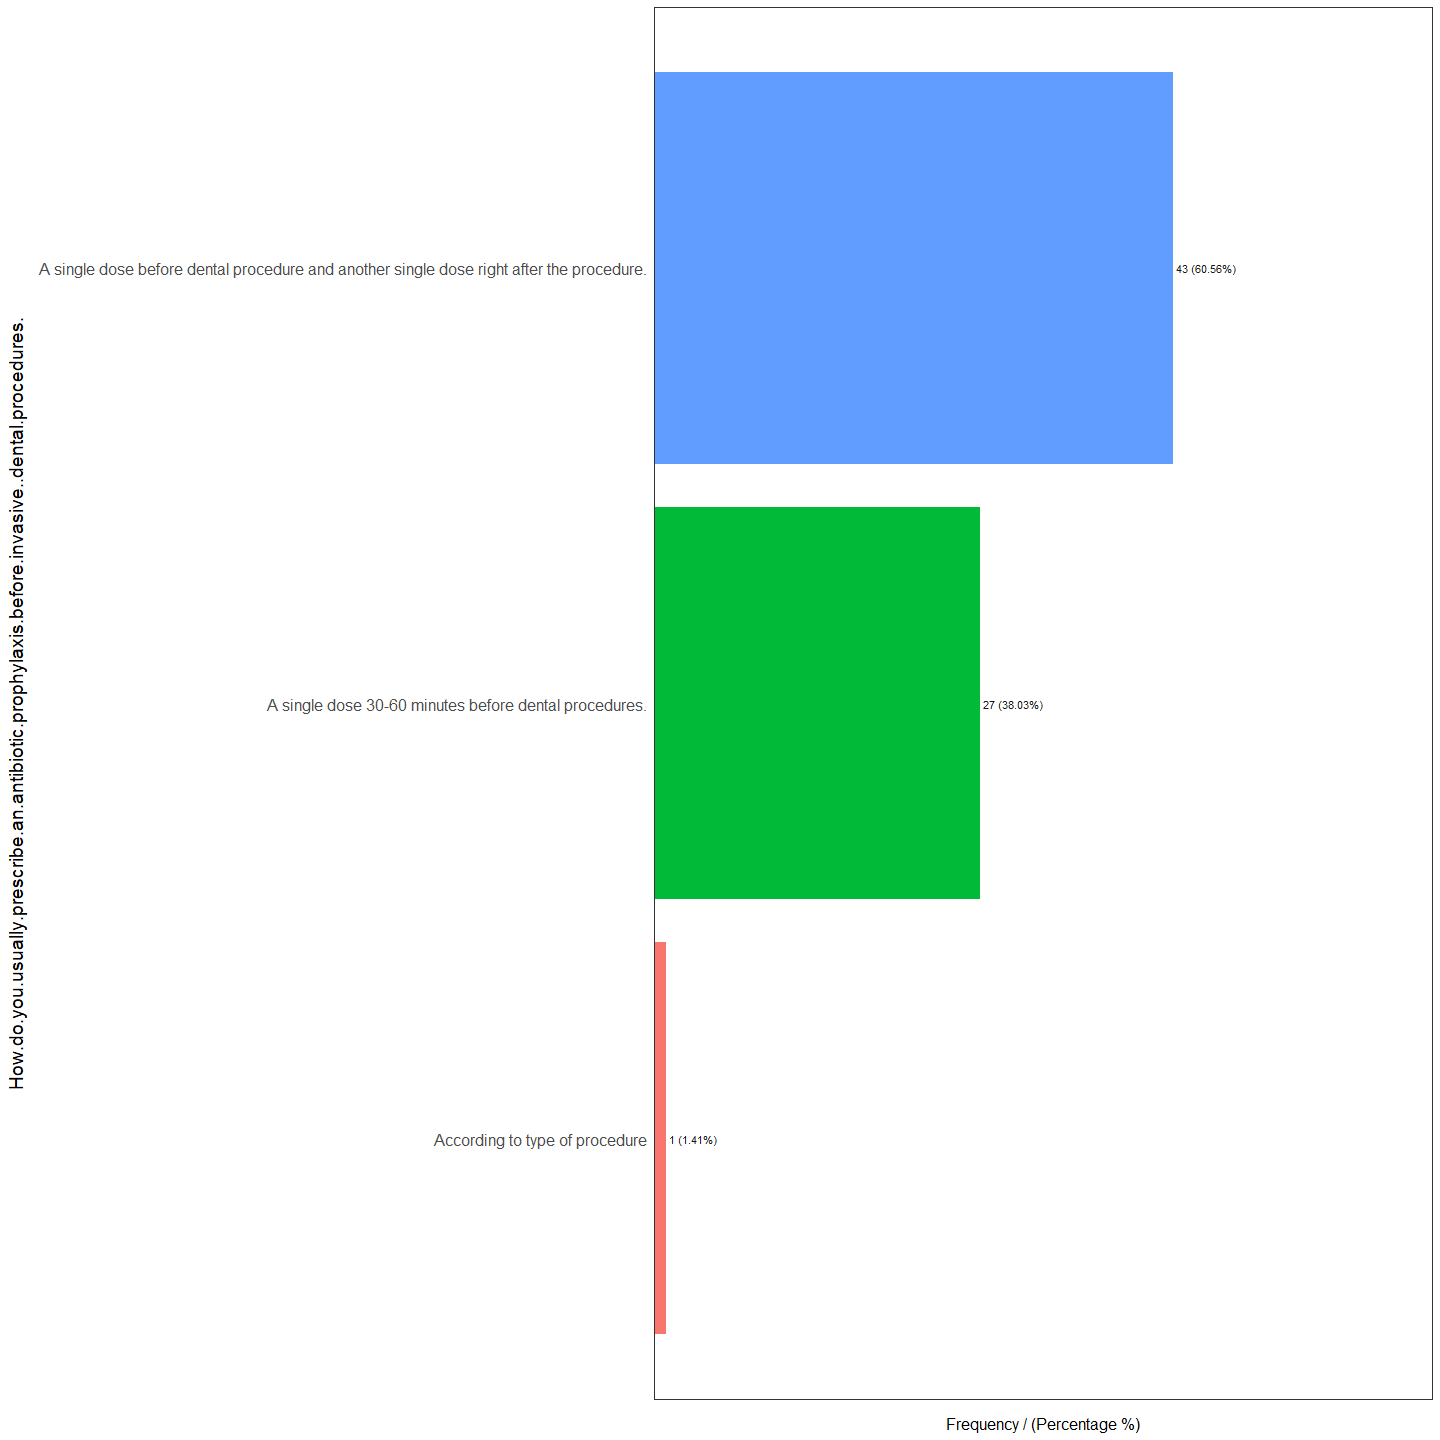 How.do.you.usually.prescribe.an.antibiotic.prophylaxis.before.invasive..dental.procedures.
A single dose before dental procedure and another single dose right after the procedure.
43 (60.56%)
A single dose 30-60 minutes before dental procedures.
27 (38.03%)
According to type of procedure
1 (1.41%)
Frequency / (Percentage %)